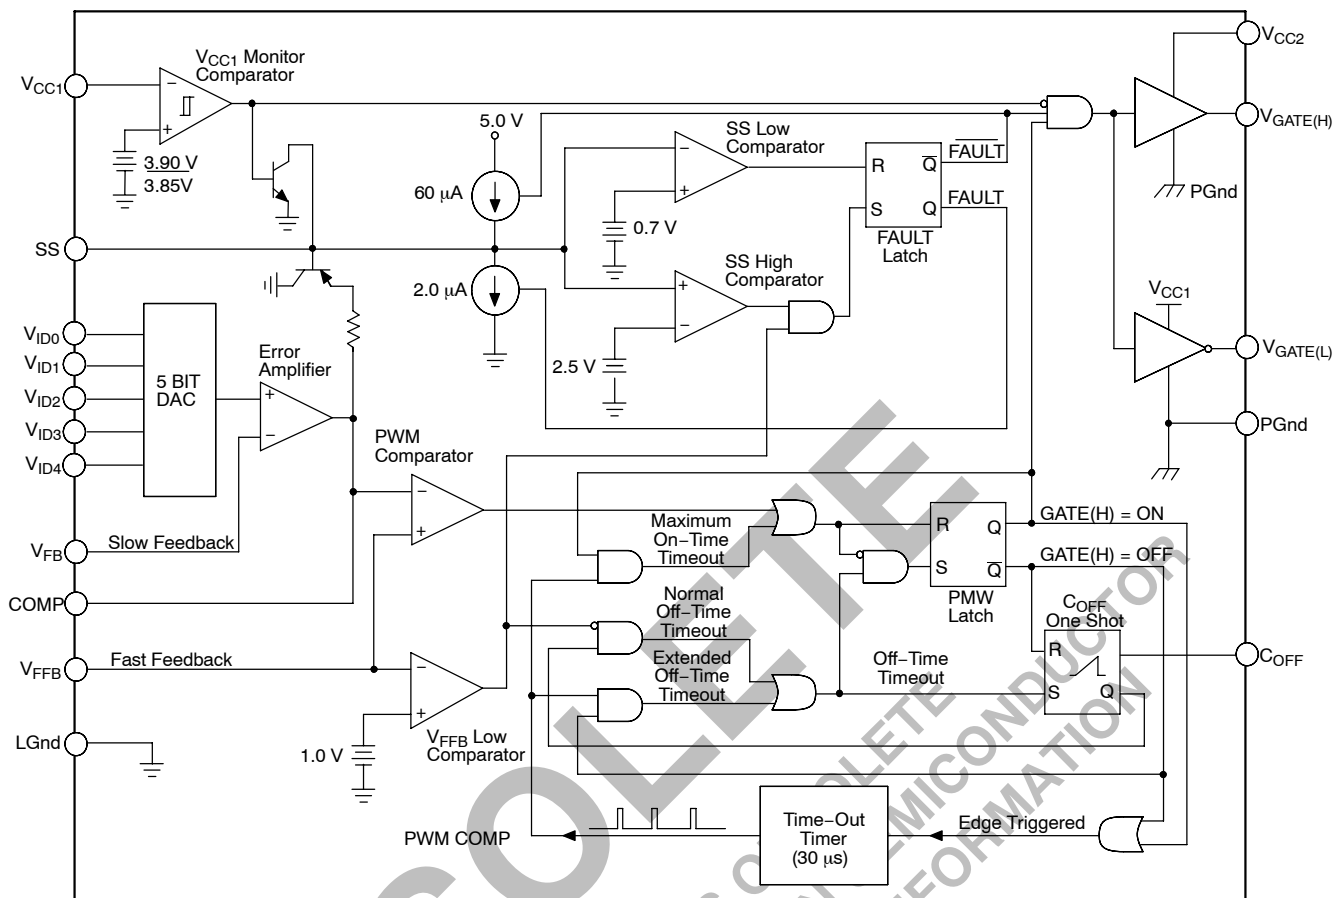 VCC1
VCC1 Monitor
Comparator
−
+
3.90 V
3.85V
5.0 V
60 μA
SS Low
Comparator
−
+
0.7 V
R
Q
S
Q
FAULT
FAULT
FAULT
Latch
VCC2
VGATE(H)
PGnd
SS
2.0 μA
SS High
Comparator
+
−
2.5 V
VCC1
VGATE(L)
PGnd
VID0
VID1
VID2
VID3
VID4
5 BIT
DAC
Error
Amplifier
+
−
PWM
Comparator
−
+
VFB
Slow Feedback
COMP
VFFB
Fast Feedback
LGnd
−
+
1.0 V
VFFB Low
Comparator
Maximum
On−Time
Timeout
Normal
Off−Time
Timeout
Extended
Off−Time
Timeout
R
Q
S
Q
PMW
Latch
GATE(H) = ON
GATE(H) = OFF
COFF
One Shot
R
S
Q
COFF
Off−Time
Timeout
PWM COMP
Time−Out
Timer
(30 μs)
Edge Triggered